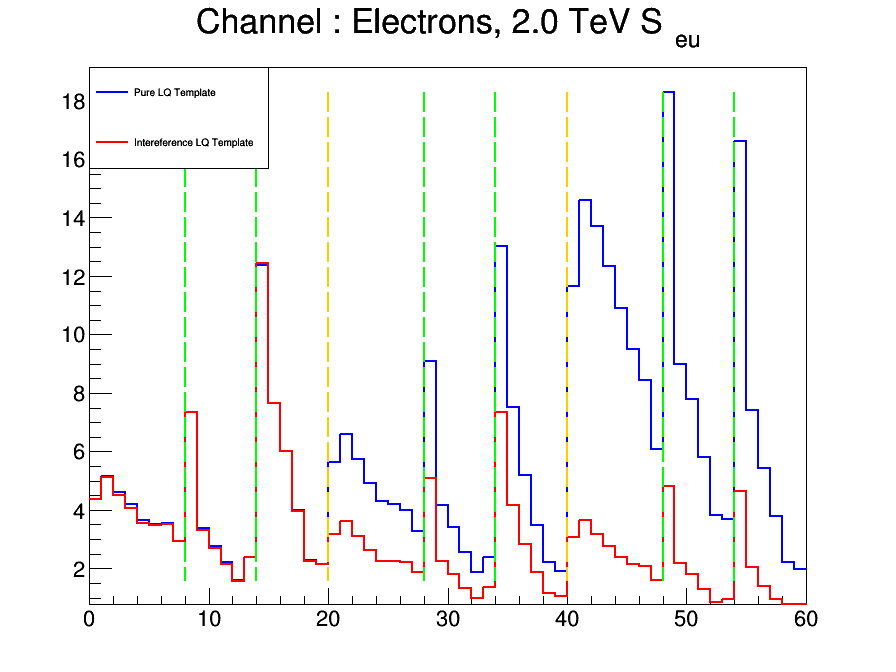 Channel : Electrons, 2.0 TeV S eu
Pure LQ Template
Intereference LQ Template
18
16
14
12
10
8
6
4
2
0 10 20 30 40 50 60